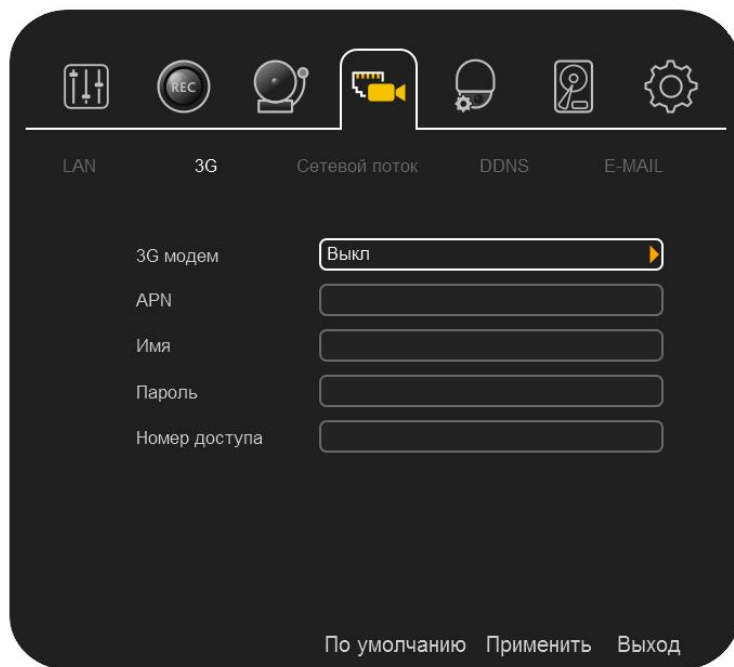 REC
LAN 3G Сетевой поток DDNS E-MAIL
3G модем Выкл
APN
Имя
Пароль
Номер доступа
По умолчанию Применить Выход